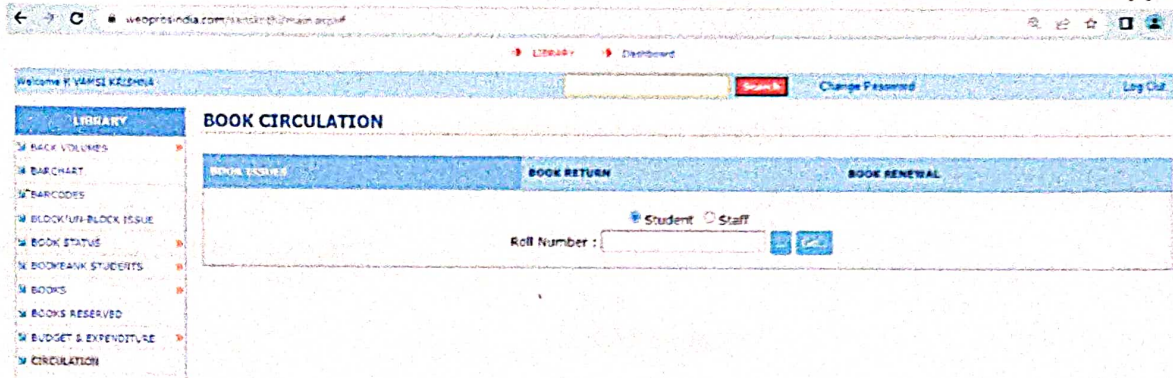 LIBRARY Dashboard
Welcome K VAMSI KRISHNA Search Change Password Log Out
LIBRARY
BACK VOLUMES
BARCHART
BARCODES
BLOCK/UN-BLOCK ISSUE
BOOK STATUS
BOOKBANK STUDENTS
BOOKS
BOOKS RESERVED
BUDGET & EXPENDITURE
CIRCULATION
BOOK CIRCULATION
BOOK ISSUES BOOK RETURN BOOK RENEWAL
Student Staff
Roll Number :